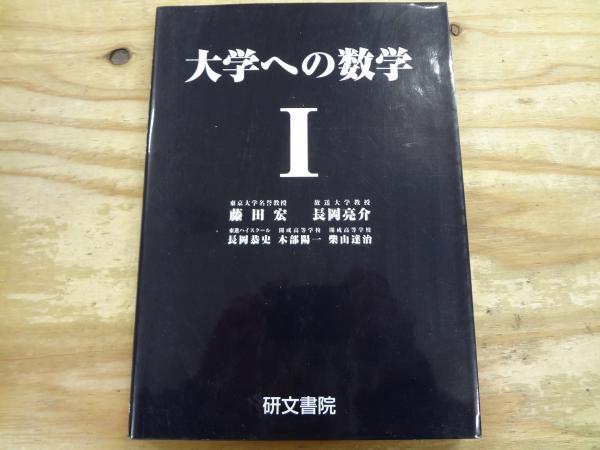 大学への数学
I
東京大学名誉教授 放送大学教授
藤田宏 長岡亮介
東進ハイスクール 開成高等学校 開成高等学校
長岡恭史 木部陽一 柴山達治
研文書院